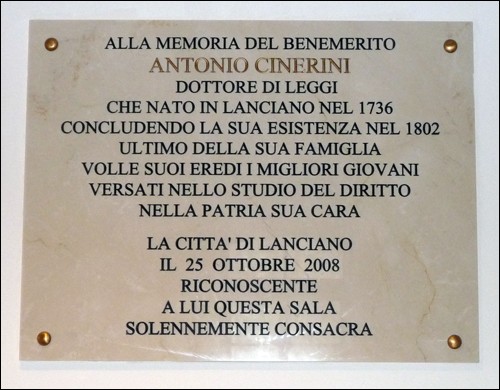 ALLA MEMORIA DEL BENEMERITO
ANTONIO CINERINI
DOTTORE DI LEGGI
CHE NATO IN LANCIANO NEL 1736
CONCLUDENDO LA SUA ESISTENZA NEL 1802
ULTIMO DELLA SUA FAMIGLIA
VOLLE SUOI EREDI I MIGLIORI GIOVANI
VERSATI NELLO STUDIO DEL DIRITTO
NELLA PATRIA SUA CARA
LA CITTA' DI LANCIANO
IL 25 OTTOBRE 2008
RICONOSCENTE
A LUI QUESTA SALA
SOLENNEMENTE CONSACRA